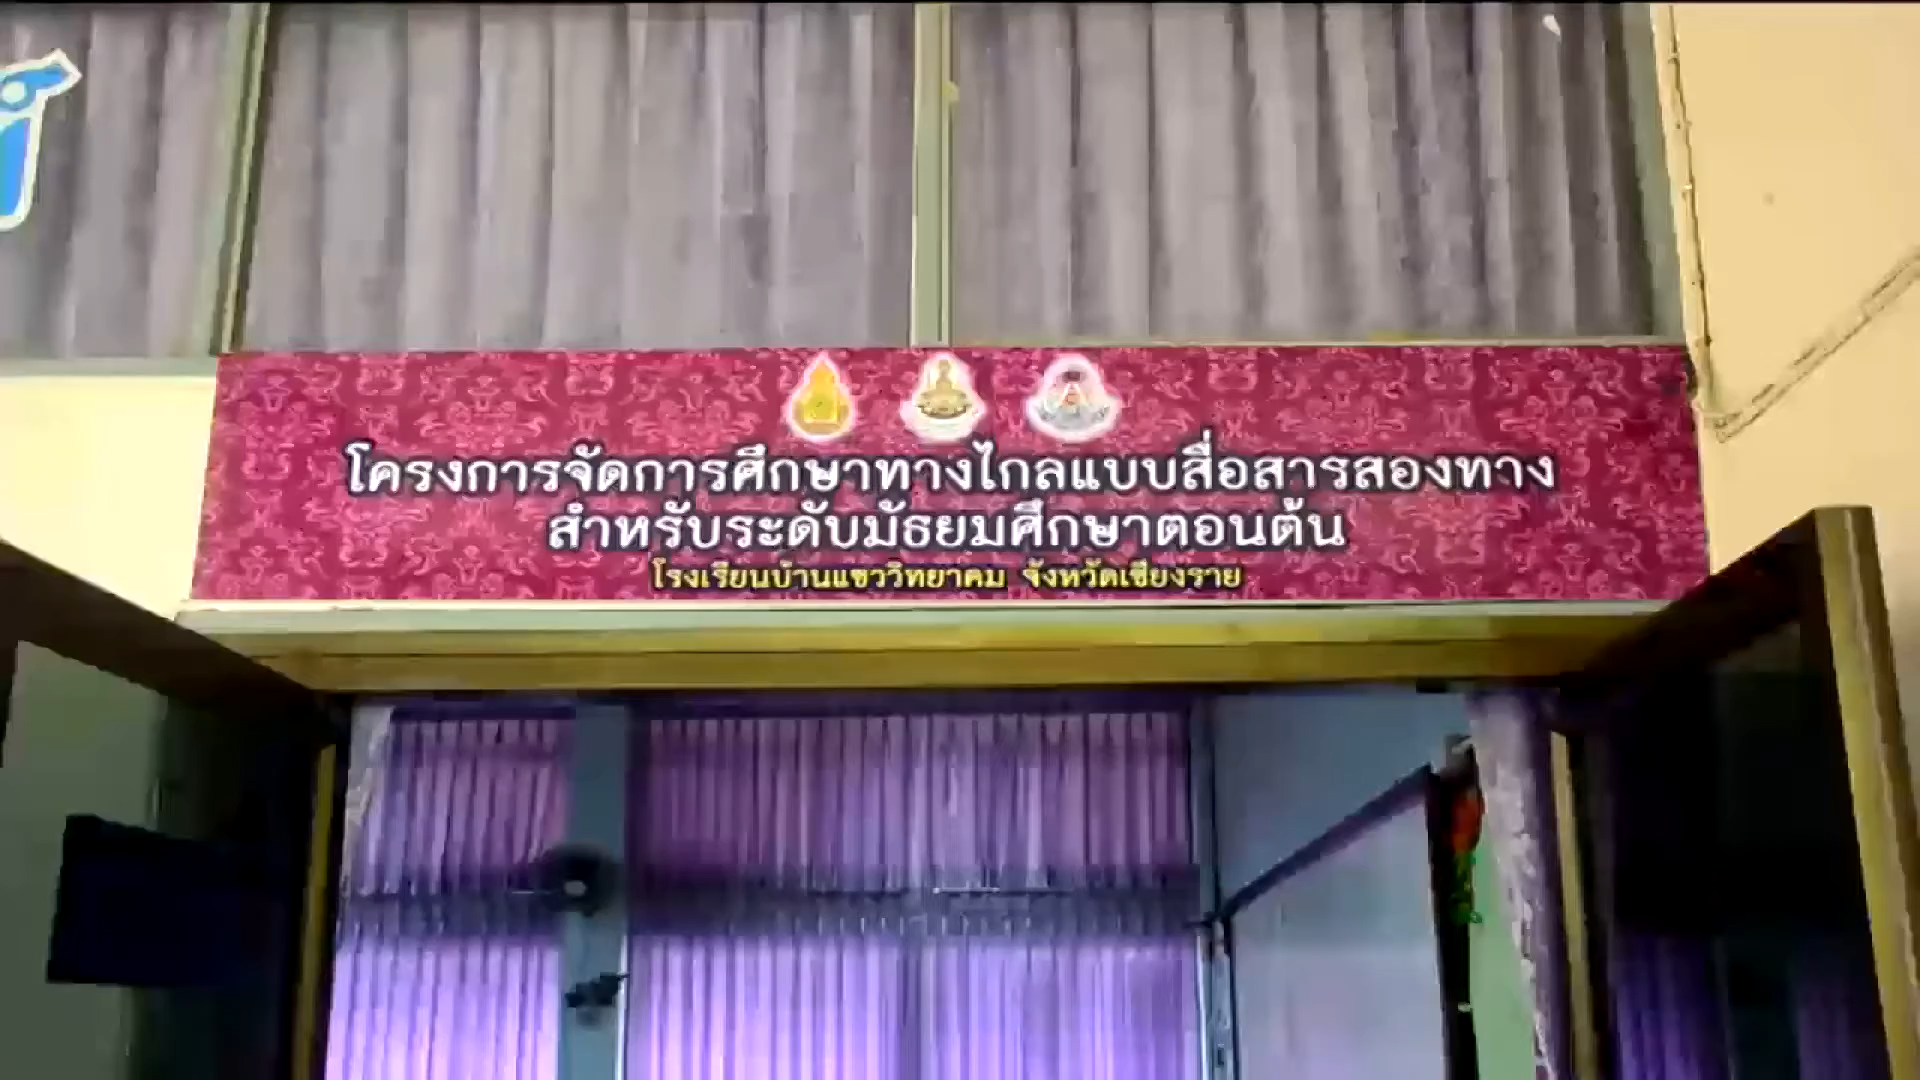 โครงการจัดการศึกษาทางไกลแบบสื่อสารสองทาง
สำหรับระดับมัธยมศึกษาตอนต้น
โรงเรียนบ้านแซววิทยาคม จังหวัดเชียงราย